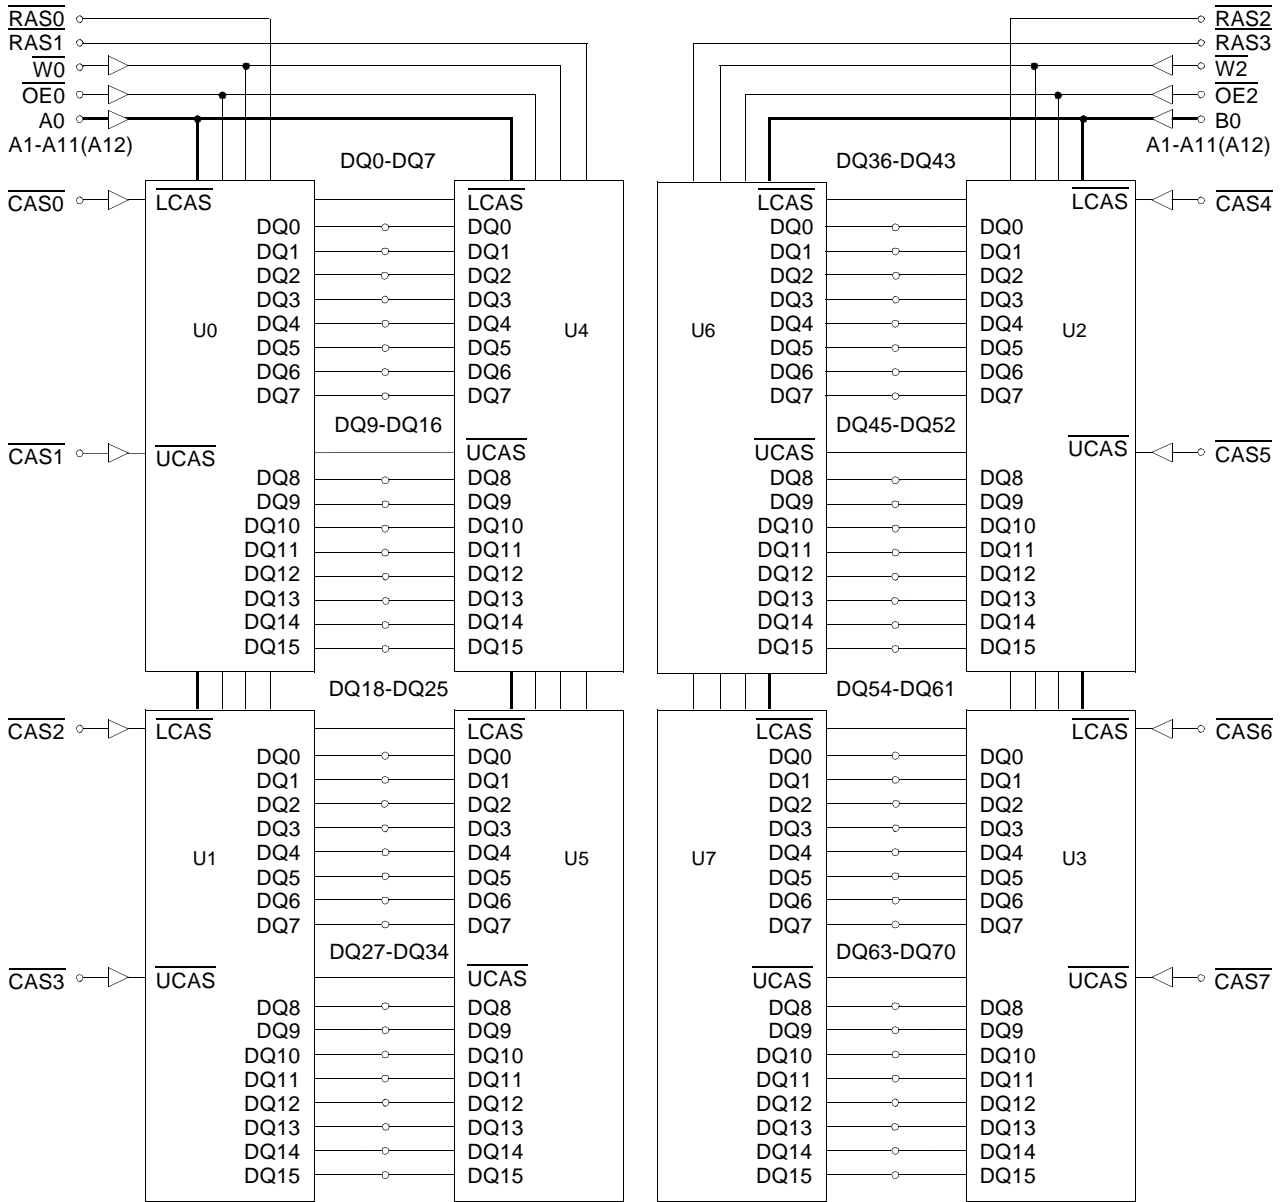 RAS0 RAS2
RAS1 RAS3
W0 W2
OE0 OE2
A0 B0
A1-A11(A12) A1-A11(A12)
DQ0-DQ7 DQ36-DQ43
CAS0 LCAS LCAS LCAS LCAS CAS4
DQ0 DQ0 DQ0 DQ0
DQ1 DQ1 DQ1 DQ1
DQ2 DQ2 DQ2 DQ2
DQ3 DQ3 DQ3 DQ3
U0 DQ4 DQ4 U4 U6 DQ4 DQ4 U2
DQ5 DQ5 DQ5 DQ5
DQ6 DQ6 DQ6 DQ6
DQ7 DQ7 DQ7 DQ7
DQ9-DQ16 DQ45-DQ52
CAS1 UCAS UCAS UCAS UCAS CAS5
DQ8 DQ8 DQ8 DQ8
DQ9 DQ9 DQ9 DQ9
DQ10 DQ10 DQ10 DQ10
DQ11 DQ11 DQ11 DQ11
DQ12 DQ12 DQ12 DQ12
DQ13 DQ13 DQ13 DQ13
DQ14 DQ14 DQ14 DQ14
DQ15 DQ15 DQ15 DQ15
DQ18-DQ25 DQ54-DQ61
CAS2 LCAS LCAS LCAS LCAS CAS6
DQ0 DQ0 DQ0 DQ0
DQ1 DQ1 DQ1 DQ1
DQ2 DQ2 DQ2 DQ2
DQ3 DQ3 DQ3 DQ3
U1 DQ4 DQ4 U5 U7 DQ4 DQ4 U3
DQ5 DQ5 DQ5 DQ5
DQ6 DQ6 DQ6 DQ6
DQ7 DQ7 DQ7 DQ7
DQ27-DQ34 DQ63-DQ70
CAS3 UCAS UCAS UCAS UCAS CAS7
DQ8 DQ8 DQ8 DQ8
DQ9 DQ9 DQ9 DQ9
DQ10 DQ10 DQ10 DQ10
DQ11 DQ11 DQ11 DQ11
DQ12 DQ12 DQ12 DQ12
DQ13 DQ13 DQ13 DQ13
DQ14 DQ14 DQ14 DQ14
DQ15 DQ15 DQ15 DQ15